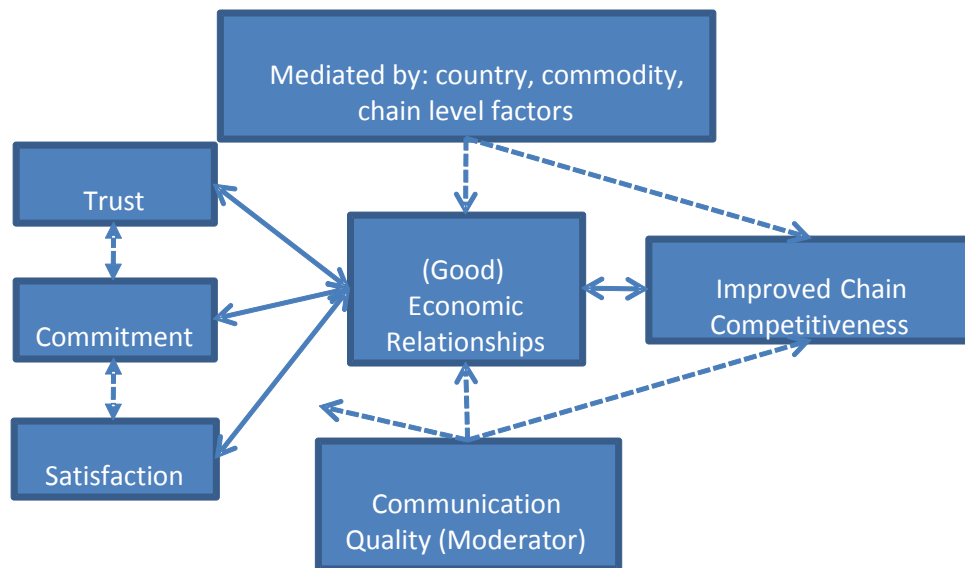 Mediated by: country, commodity,
chain level factors
Trust
Commitment
Satisfaction
(Good)
Economic
Relationships
Improved Chain
Competitiveness
Communication
Quality (Moderator)